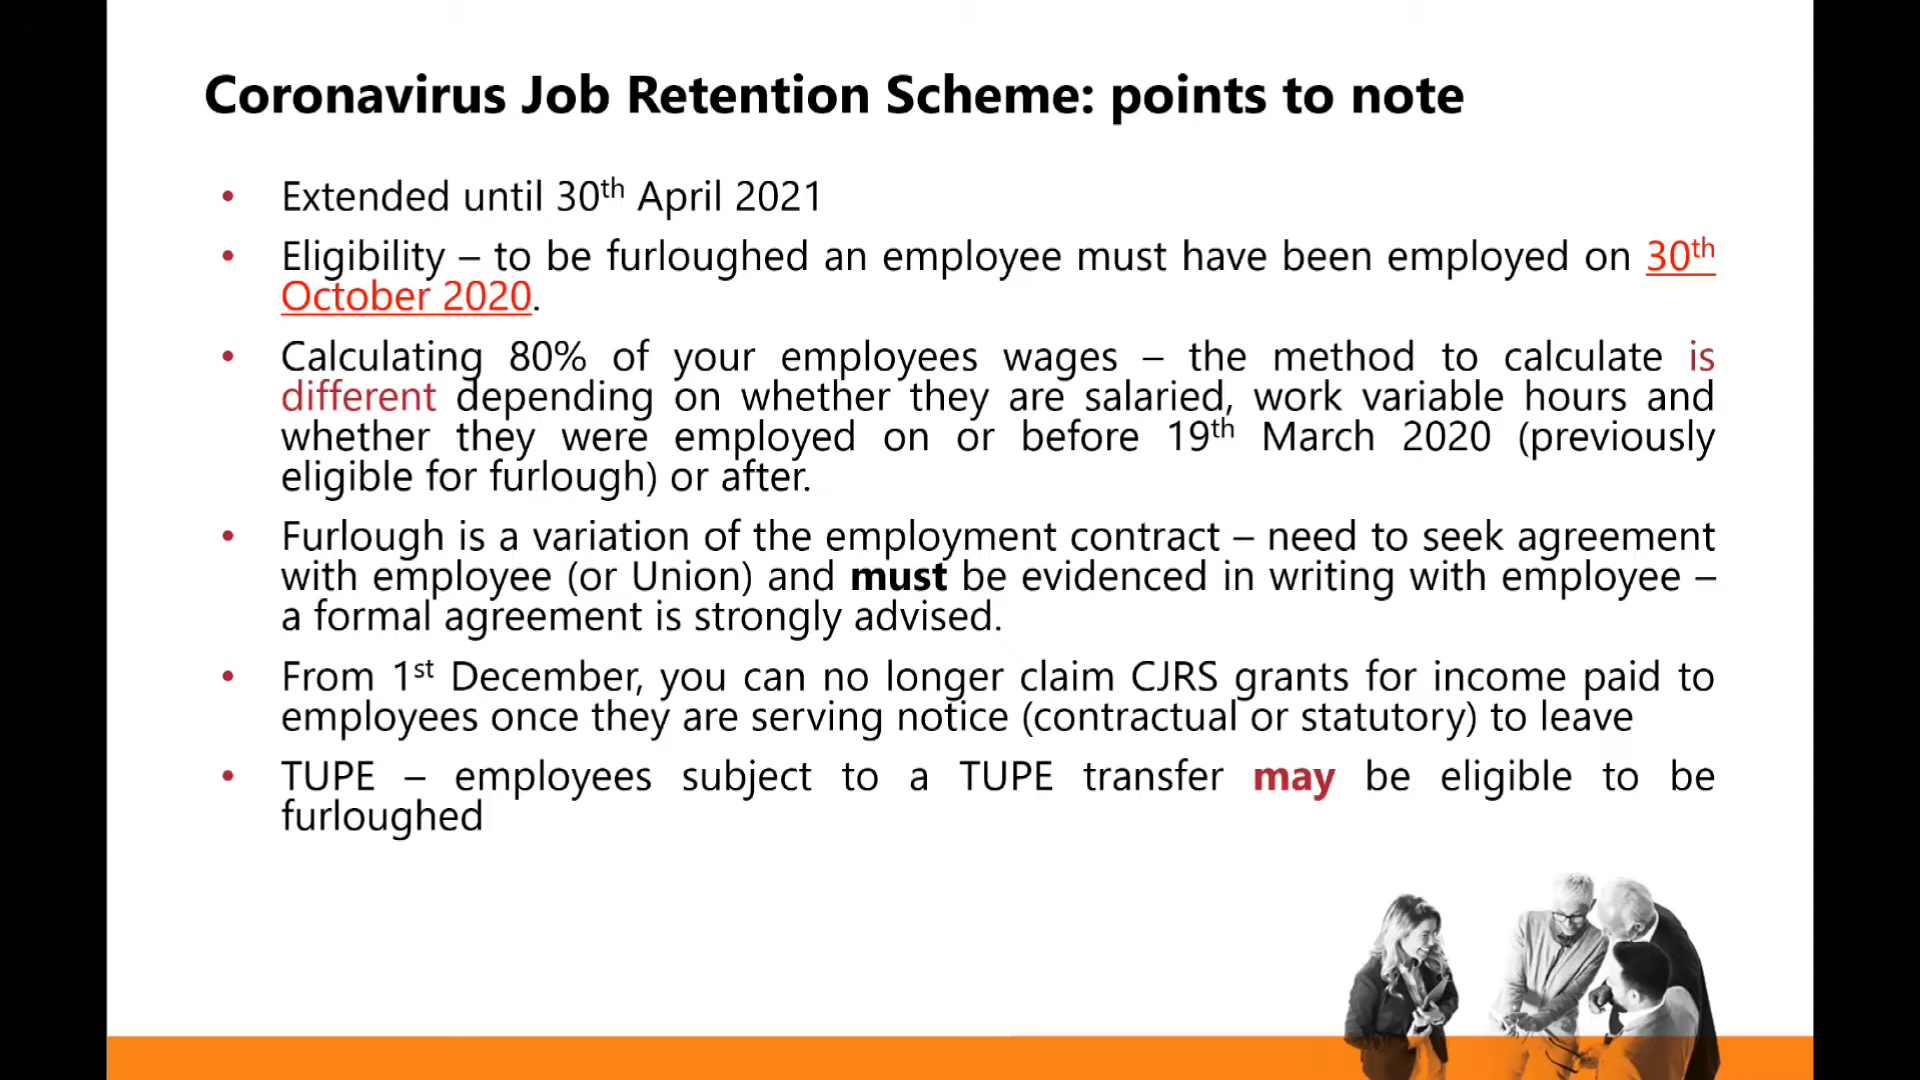 Coronavirus Job Retention Scheme: points to note
• Extended until 30th April 2021
• Eligibility – to be furloughed an employee must have been employed on 30th
October 2020.
• Calculating 80% of your employees wages – the method to calculate is
different depending on whether they are salaried, work variable hours and
whether they were employed on or before 19th March 2020 (previously
eligible for furlough) or after.
• Furlough is a variation of the employment contract – need to seek agreement
with employee (or Union) and must be evidenced in writing with employee –
a formal agreement is strongly advised.
• From 1st December, you can no longer claim CJRS grants for income paid to
employees once they are serving notice (contractual or statutory) to leave
• TUPE – employees subject to a TUPE transfer may be eligible to be
furloughed